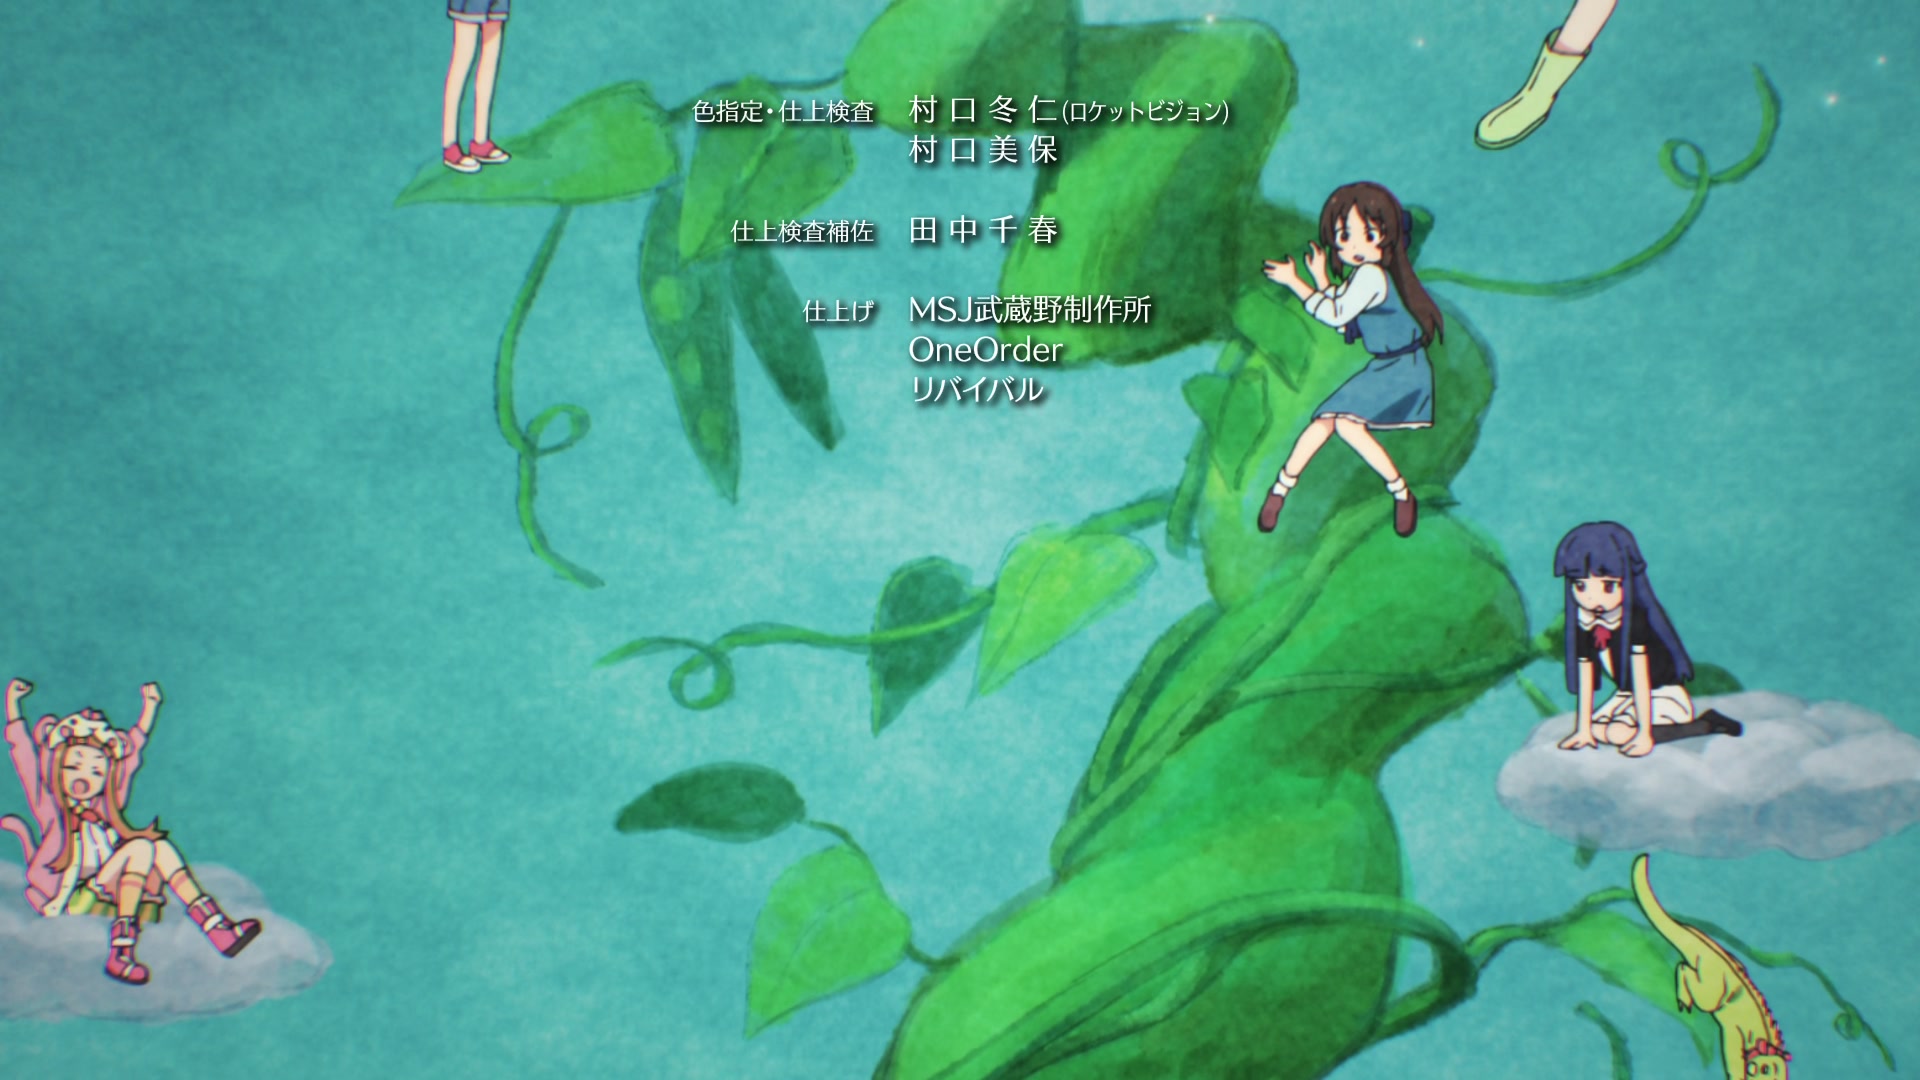 色指定・仕上検査 村口冬仁(ロケットビジョン)
村口美保
仕上検査補佐 田中千春
仕上げ MSJ武蔵野制作所
OneOrder
リバイバル